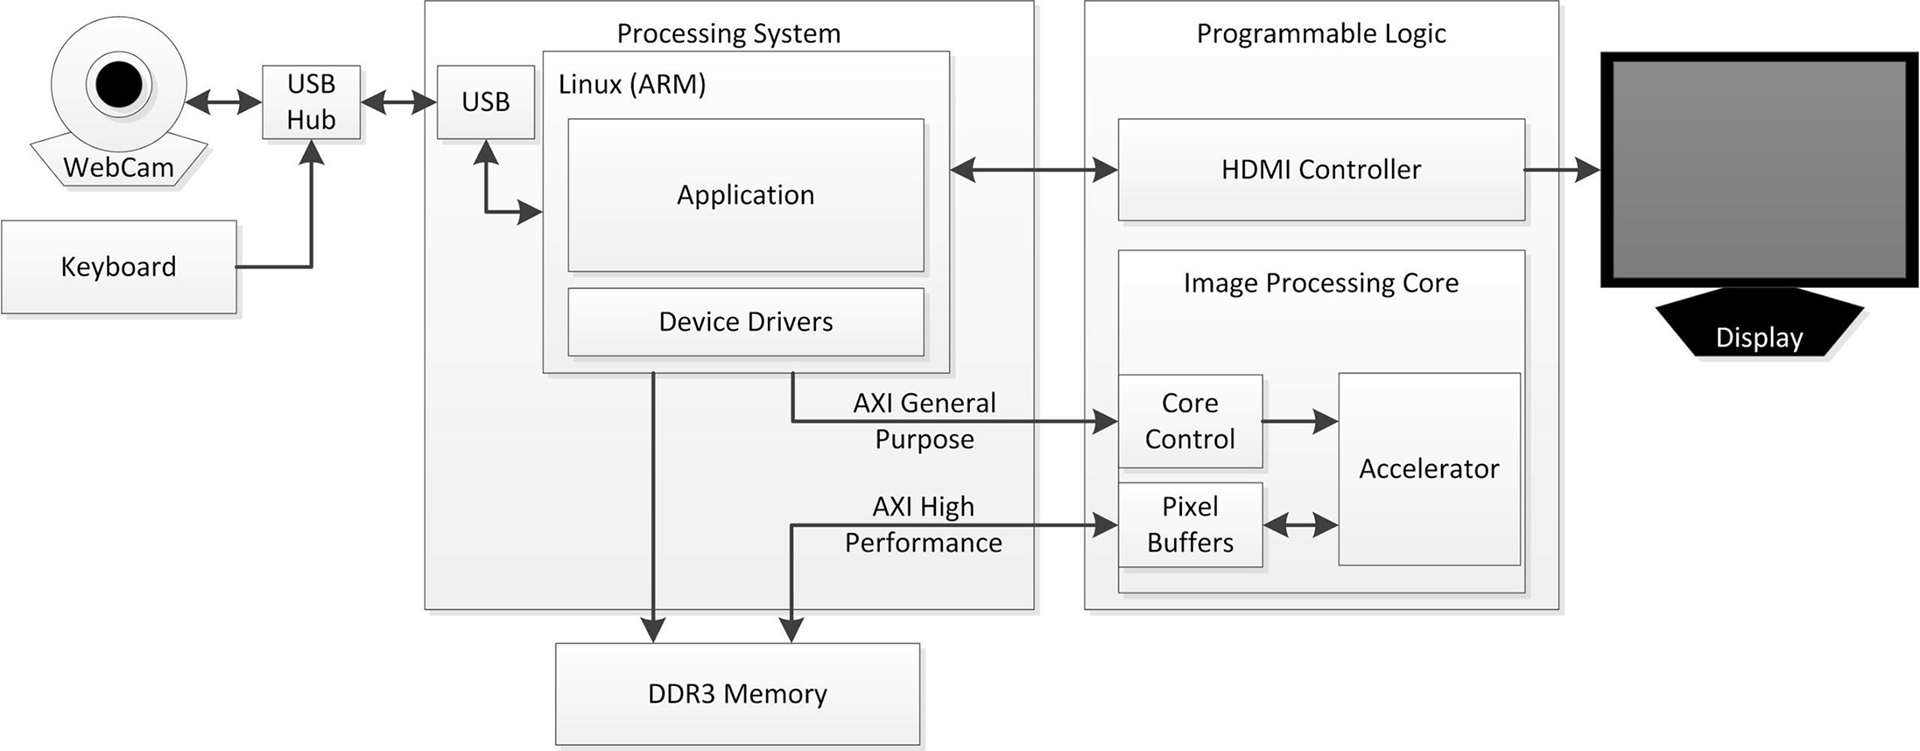 Processing System
Programmable Logic
WebCam
USB
Hub
USB
Linux (ARM)
Application
Device Drivers
Keyboard
HDMI Controller
Image Processing Core
Display
AXI General
Purpose
Core
Control
Accelerator
AXI High
Performance
Pixel
Buffers
DDR3 Memory